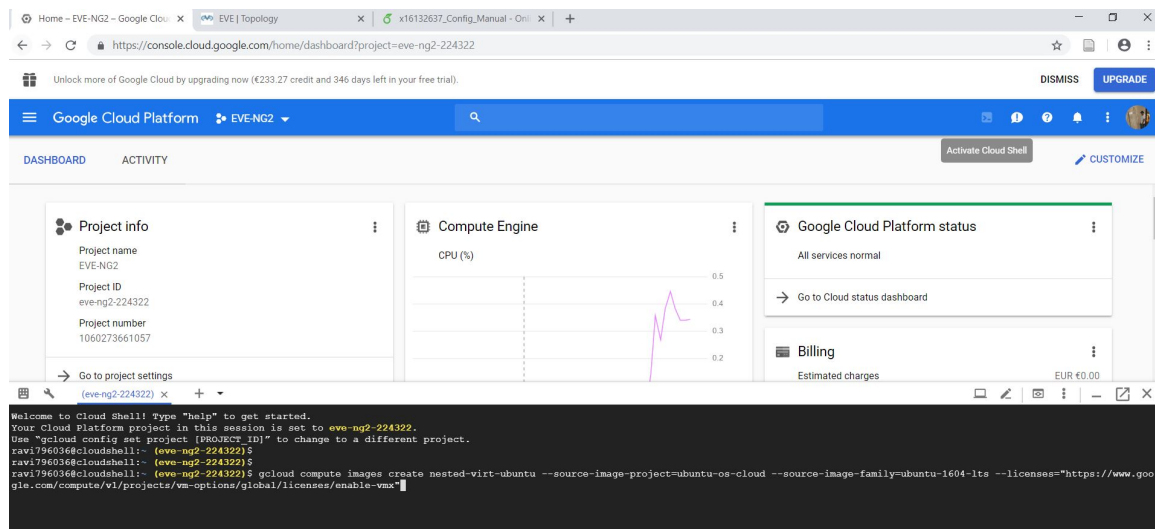 Home – EVE-NG2 – Google Clou
EVE | Topology
x16132637_Config_Manual - Onl
https://console.cloud.google.com/home/dashboard?project=eve-ng2-224322
Unlock more of Google Cloud by upgrading now (€233.27 credit and 346 days left in your free trial).
DISMISS
UPGRADE
Google Cloud Platform
EVE-NG2
DASHBOARD
ACTIVITY
Activate Cloud Shell
CUSTOMIZE
Project info
Project name
EVE-NG2
Project ID
eve-ng2-224322
Project number
1060273661057
Go to project settings
Compute Engine
CPU (%)
0.5
0.4
0.3
0.2
Google Cloud Platform status
All services normal
Go to Cloud status dashboard
Billing
Estimated charges EUR €0.00
(eve-ng2-224322)
Welcome to Cloud Shell! Type "help" to get started.
Your Cloud Platform project in this session is set to eve-ng2-224322.
Use "gcloud config set project [PROJECT_ID]" to change to a different project.
ravi796036@cloudshell:~ (eve-ng2-224322)$
ravi796036@cloudshell:~ (eve-ng2-224322)$
ravi796036@cloudshell:~ (eve-ng2-224322)$ gcloud compute images create nested-virt-ubuntu --source-image-project=ubuntu-os-cloud --source-image-family=ubuntu-1604-lts --licenses="https://www.goo
gle.com/compute/v1/projects/vm-options/global/licenses/enable-vmx"